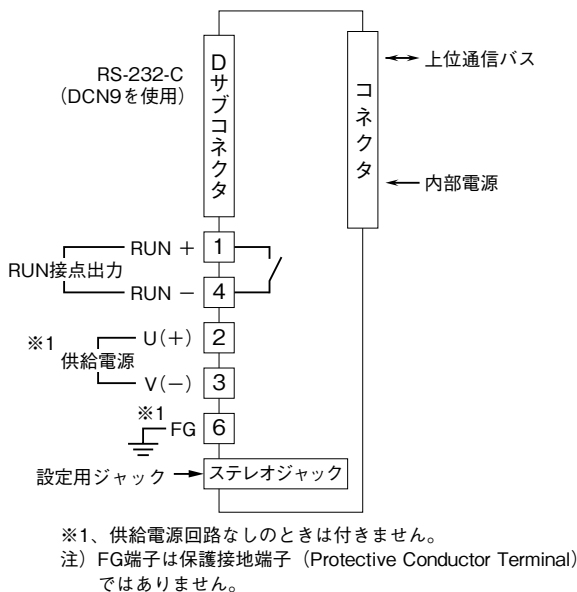 RS-232-C
（DCN9を使用）
Dサブコネクタ
コネクタ
上位通信バス
内部電源
RUN接点出力
RUN ＋
1
RUN －
4
※1
供給電源
U（＋）
2
V（－）
3
※1
FG
6
設定用ジャック
ステレオジャック
※1、供給電源回路なしのときは付きません。
注）FG端子は保護接地端子（Protective Conductor Terminal）
ではありません。